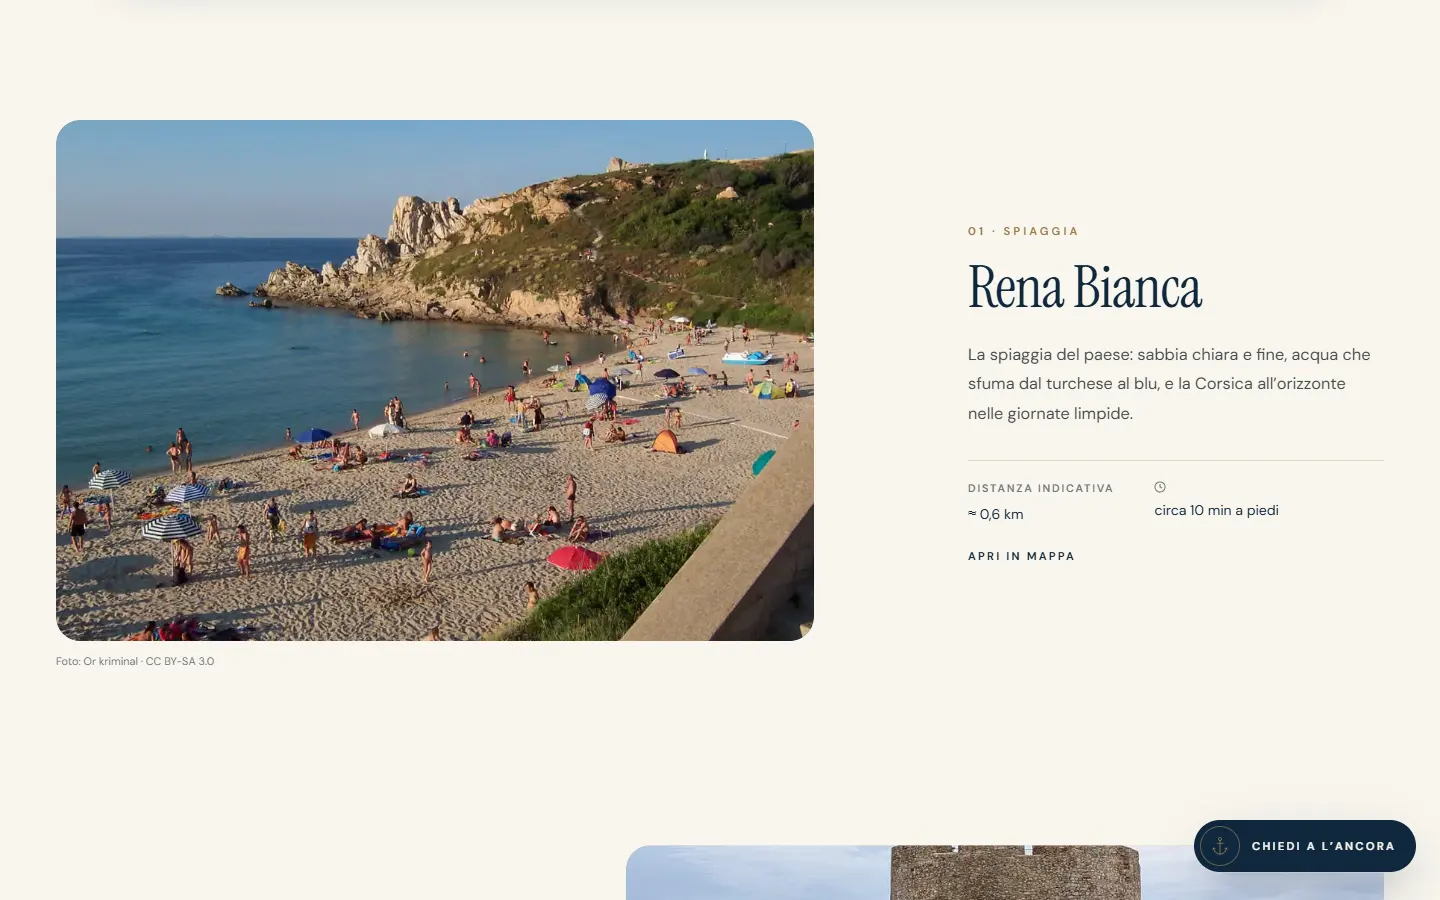 01 · SPIAGGIA
Rena Bianca
La spiaggia del paese: sabbia chiara e fine, acqua che
sfuma dal turchese al blu, e la Corsica all’orizzonte
nelle giornate limpide.
DISTANZA INDICATIVA
≈ 0,6 km
circa 10 min a piedi
APRI IN MAPPA
Foto: Or kriminal · CC BY-SA 3.0
CHIEDI A L’ANCORA